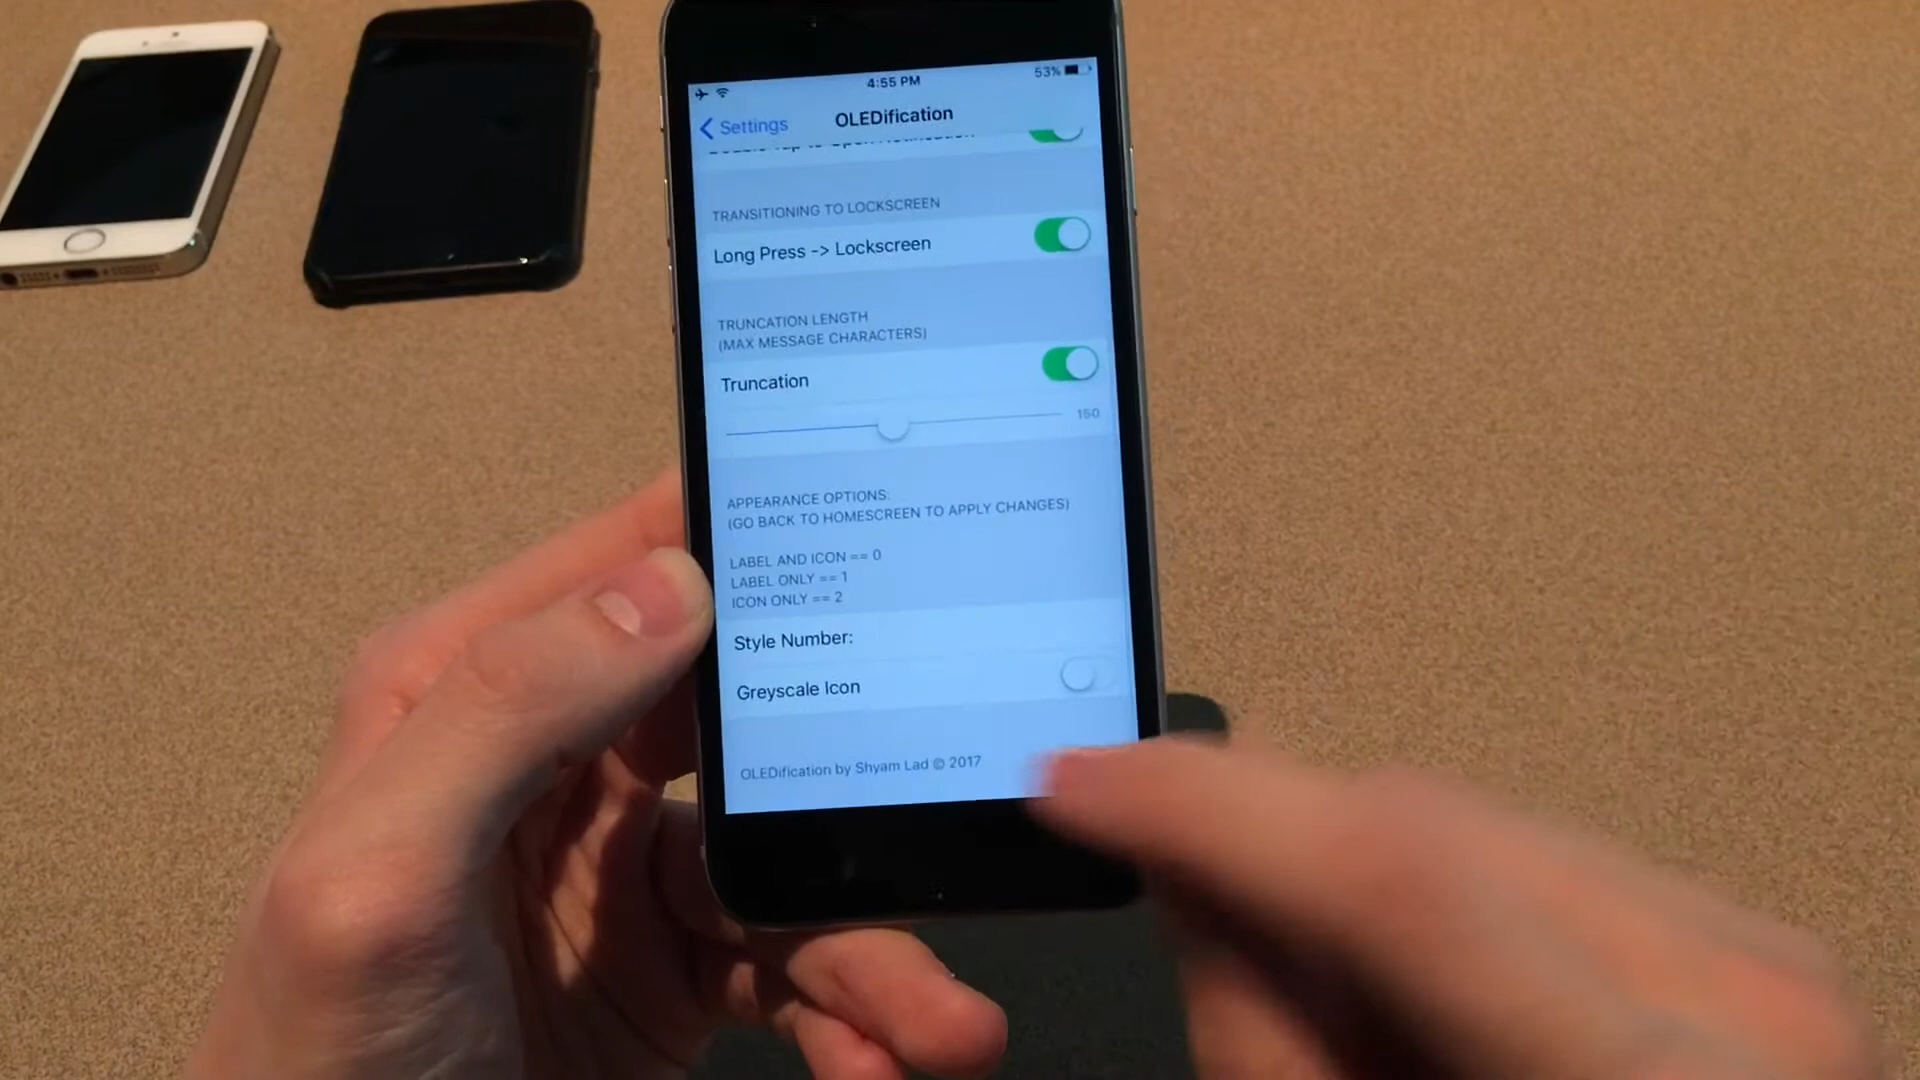 4:55 PM
53%
Settings
OLEDification
TRANSITIONING TO LOCKSCREEN
Long Press -> Lockscreen
TRUNCATION LENGTH
(MAX MESSAGE CHARACTERS)
Truncation
150
APPEARANCE OPTIONS:
(GO BACK TO HOMESCREEN TO APPLY CHANGES)
LABEL AND ICON == 0
LABEL ONLY == 1
ICON ONLY == 2
Style Number:
Greyscale Icon
OLEDification by Shyam Lad © 2017